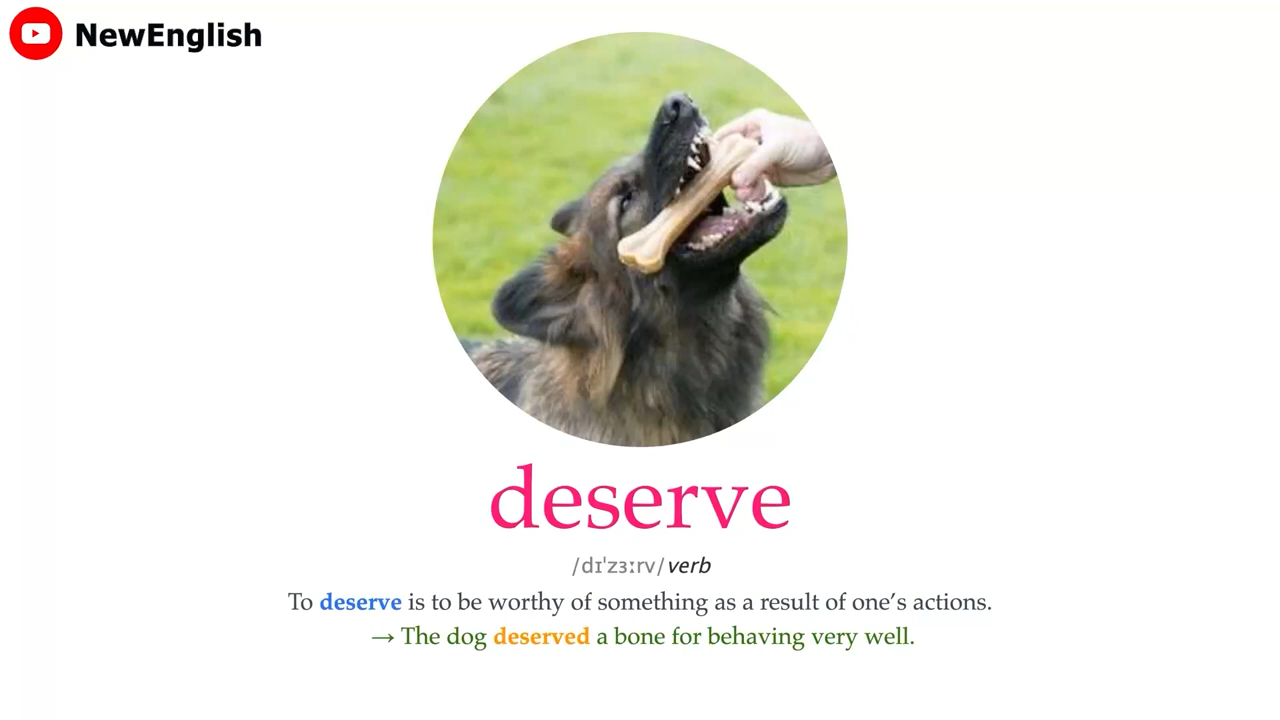 NewEnglish
deserve
/dɪˈzɜːrv/ verb
To deserve is to be worthy of something as a result of one’s actions.
→ The dog deserved a bone for behaving very well.